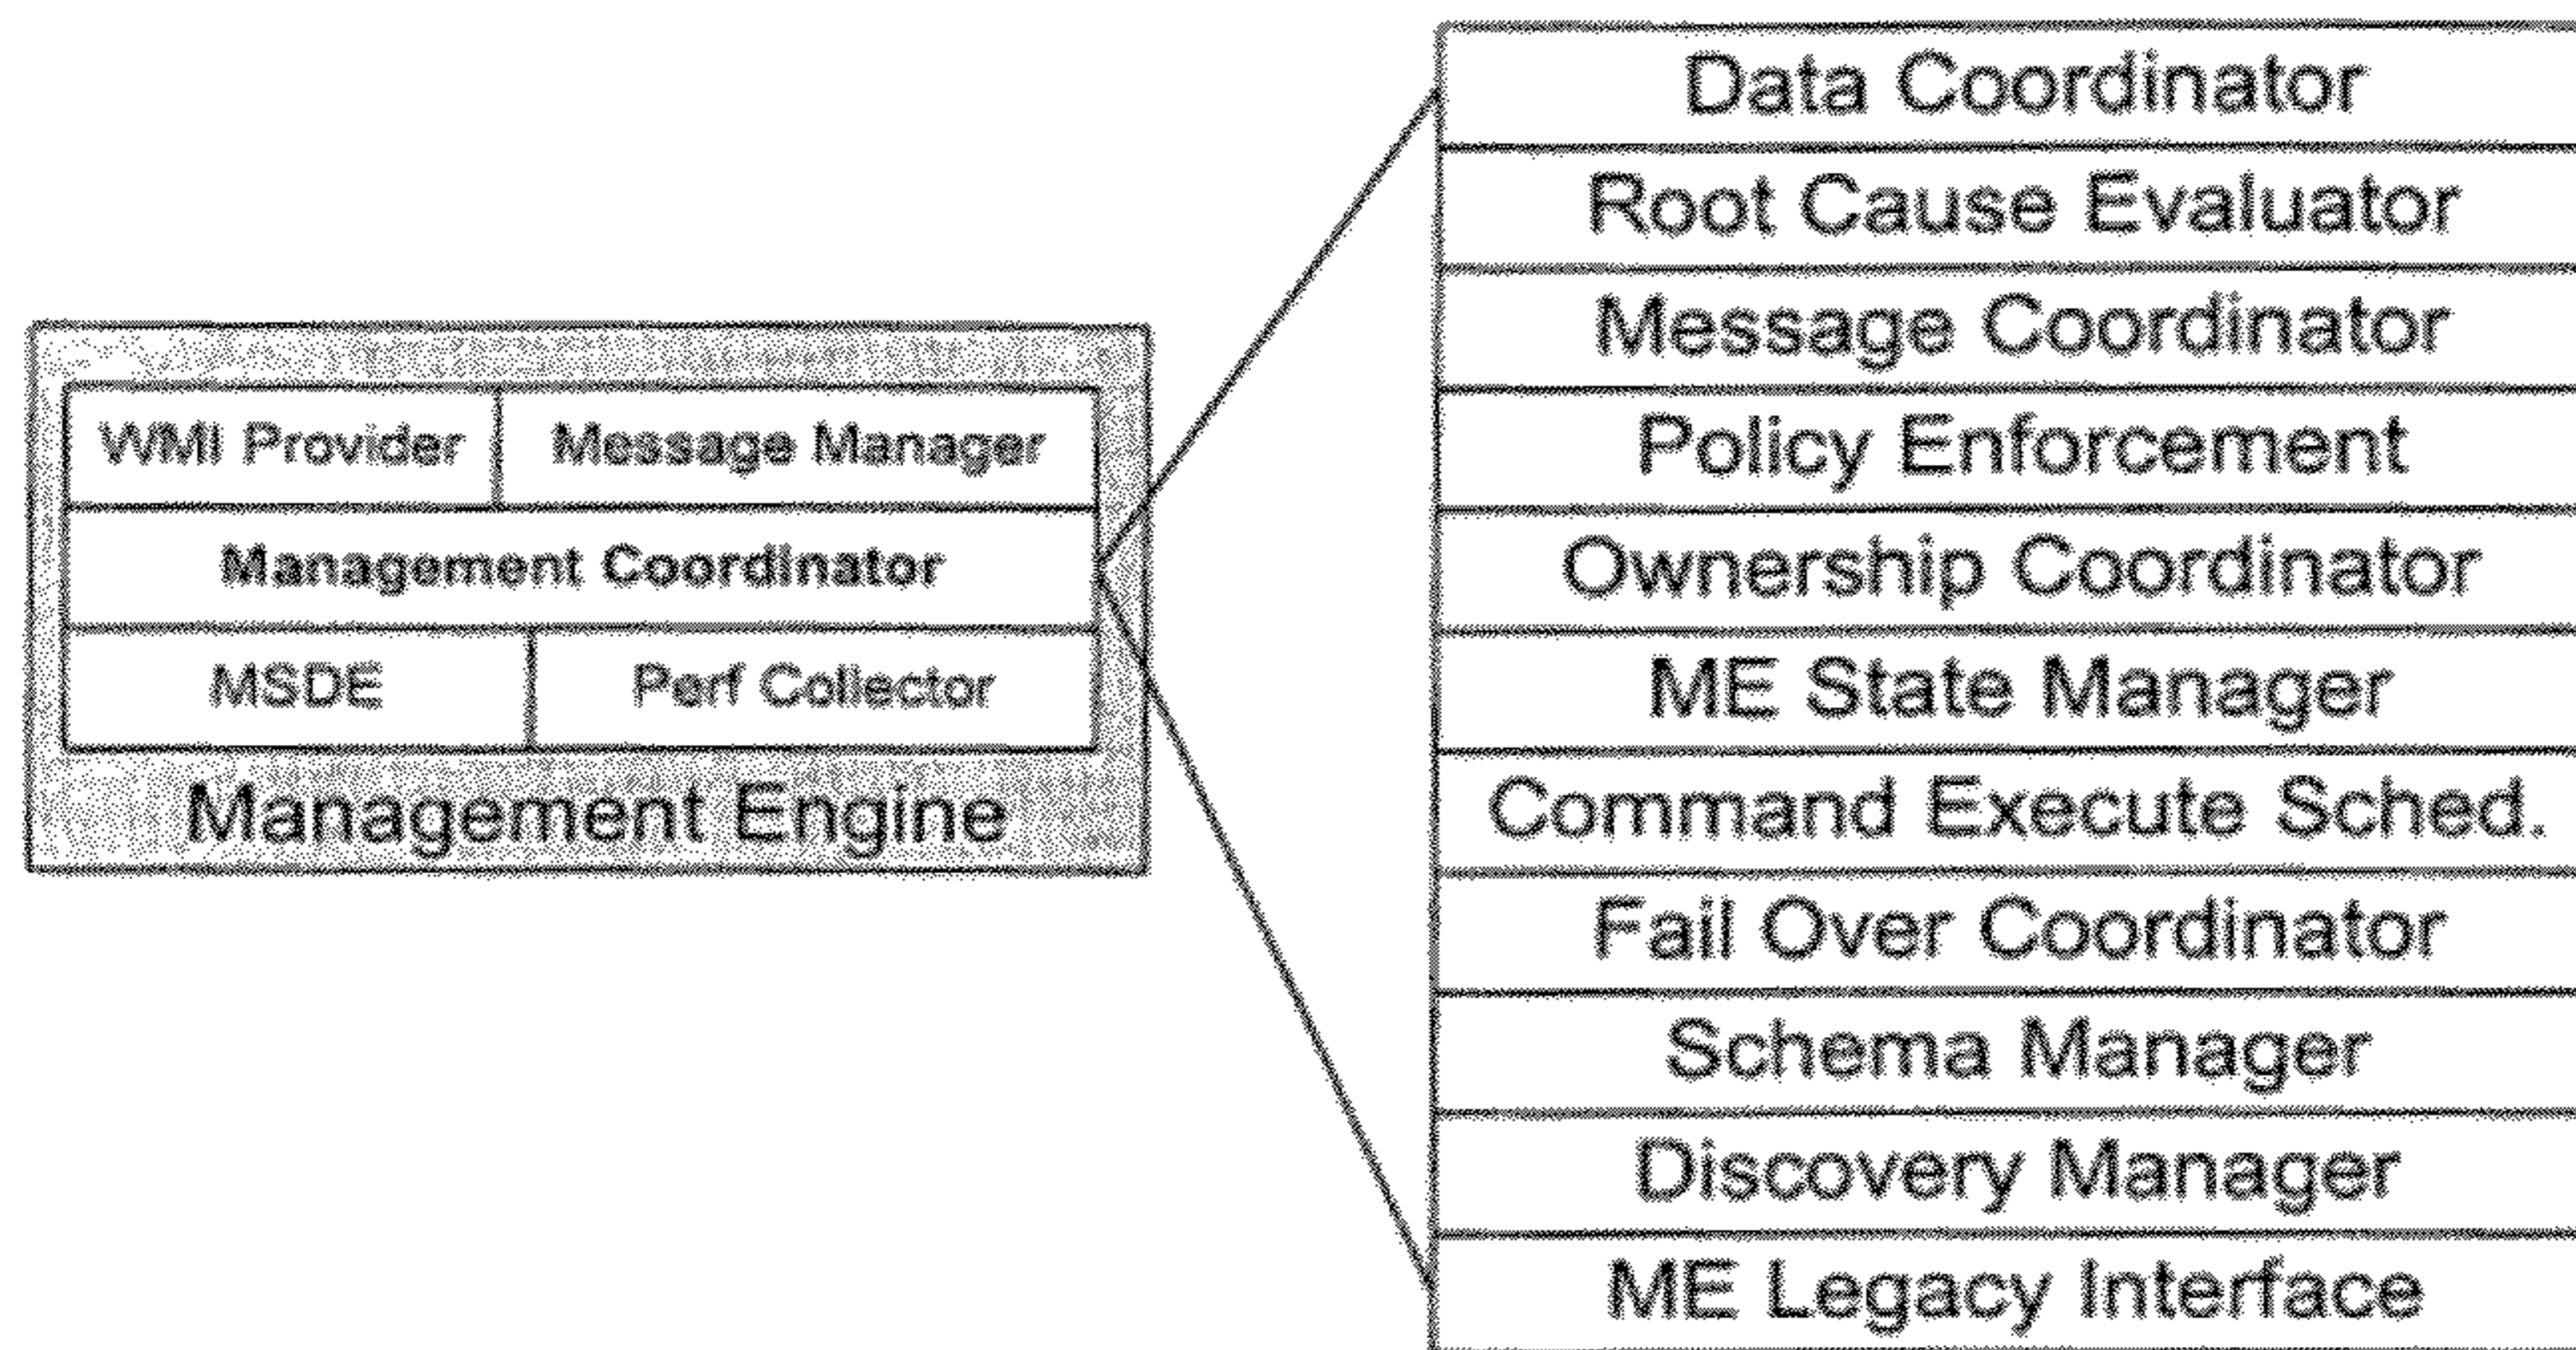 WMI Provider
Message Manager
Management Coordinator
MSDE
Perf Collector
Management Engine
Data Coordinator
Root Cause Evaluator
Message Coordinator
Policy Enforcement
Ownership Coordinator
ME State Manager
Command Execute Sched.
Fail Over Coordinator
Schema Manager
Discovery Manager
ME Legacy Interface